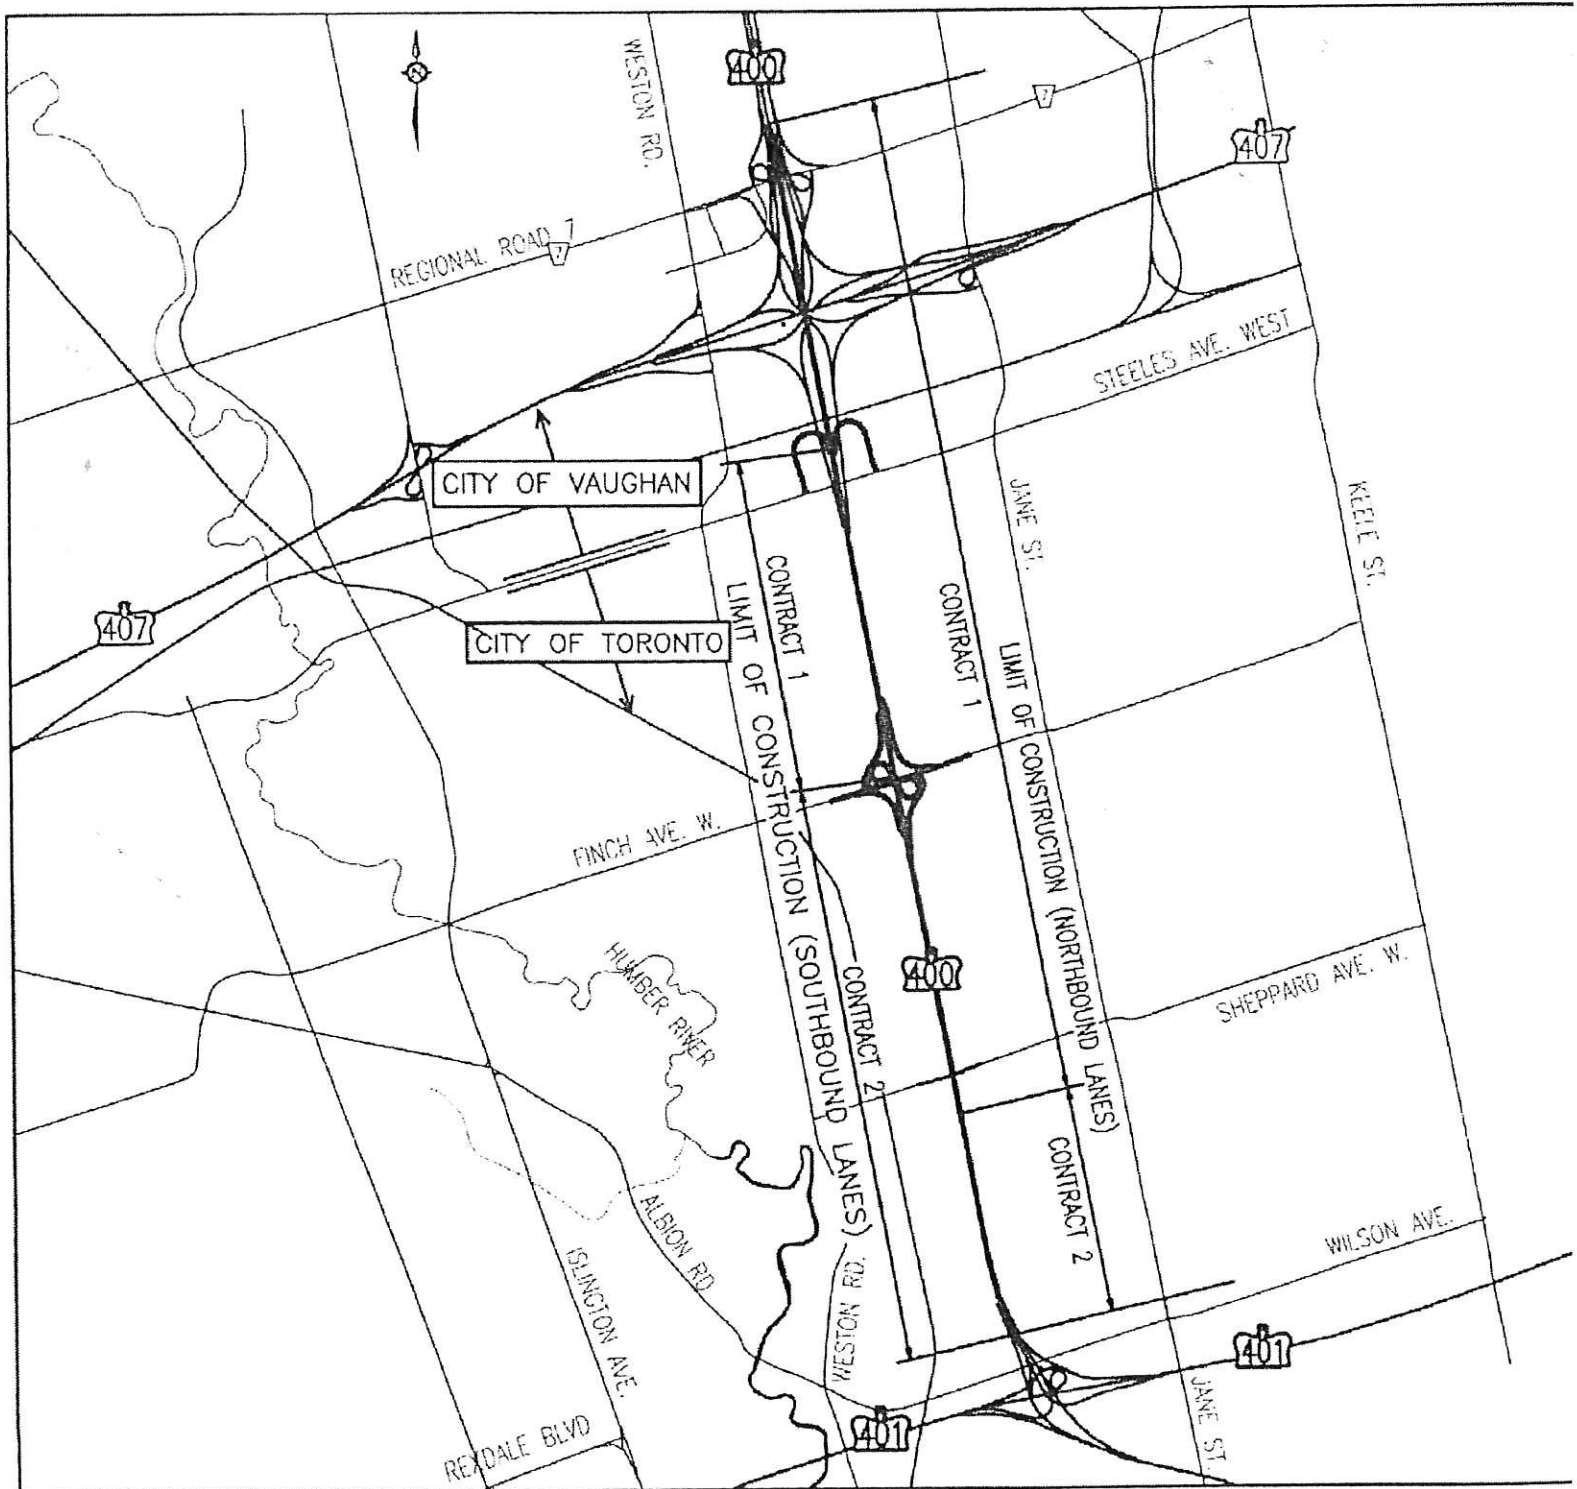 400
WESTON RD.
7
407
REGIONAL ROAD 7
7
STEELES AVE. WEST
CITY OF VAUGHAN
JANE ST.
KEELE ST.
407
CITY OF TORONTO
CONTRACT 1
LIMIT OF CONSTRUCTION (SOUTHBOUND LANES)
CONTRACT 1
LIMIT OF CONSTRUCTION (NORTHBOUND LANES)
FINCH AVE. W.
HUMBER RIVER
CONTRACT 2
400
SHEPPARD AVE. W.
CONTRACT 2
ALBION RD
WILSON AVE.
ISLINGTON AVE.
WESTON RD.
401
JANE ST.
401
REXDALE BLVD
N